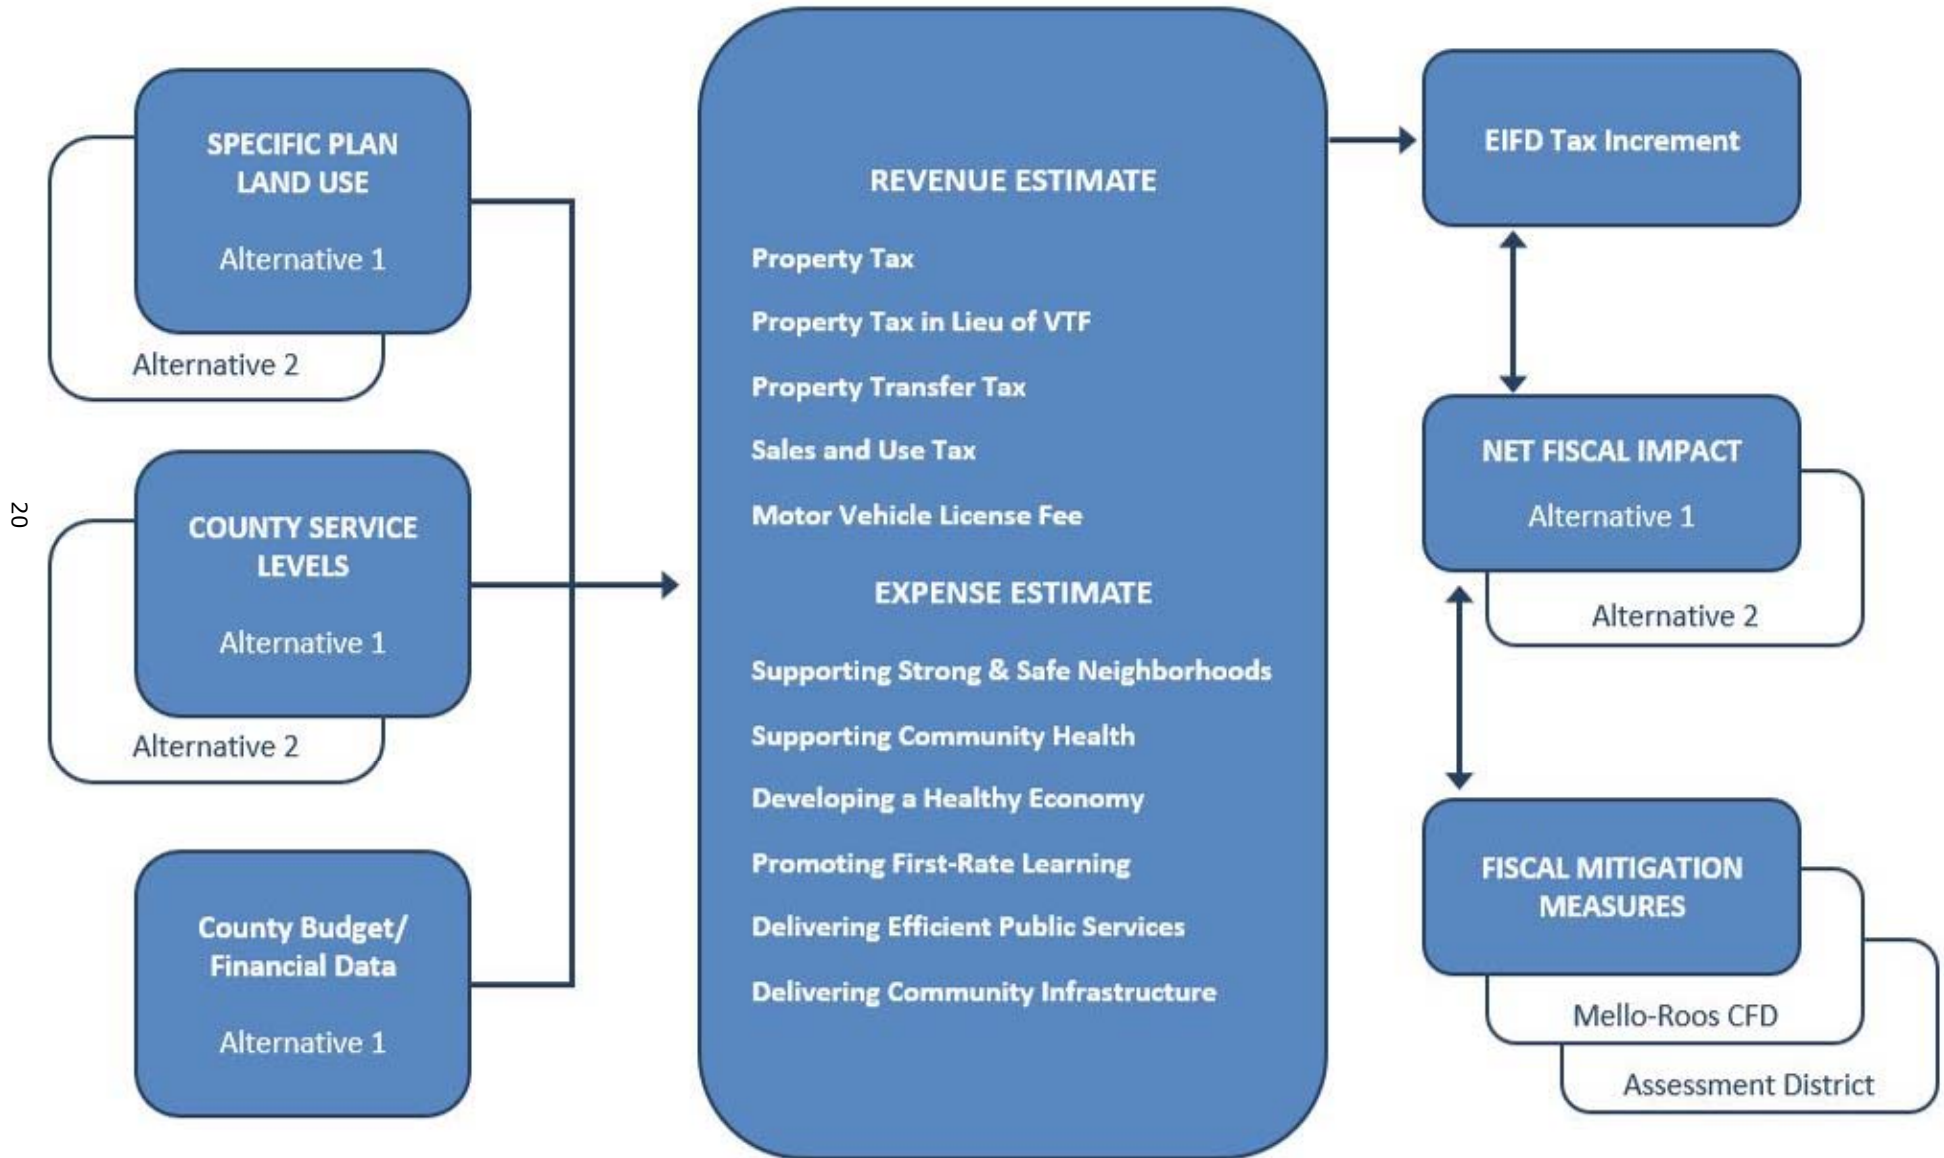 SPECIFIC PLAN
LAND USE
Alternative 1
Alternative 2
COUNTY SERVICE
LEVELS
Alternative 1
Alternative 2
County Budget/
Financial Data
Alternative 1
REVENUE ESTIMATE
Property Tax
Property Tax in Lieu of VTF
Property Transfer Tax
Sales and Use Tax
Motor Vehicle License Fee
EXPENSE ESTIMATE
Supporting Strong & Safe Neighborhoods
Supporting Community Health
Developing a Healthy Economy
Promoting First-Rate Learning
Delivering Efficient Public Services
Delivering Community Infrastructure
EIFD Tax Increment
NET FISCAL IMPACT
Alternative 1
Alternative 2
FISCAL MITIGATION
MEASURES
Mello-Roos CFD
Assessment District
20